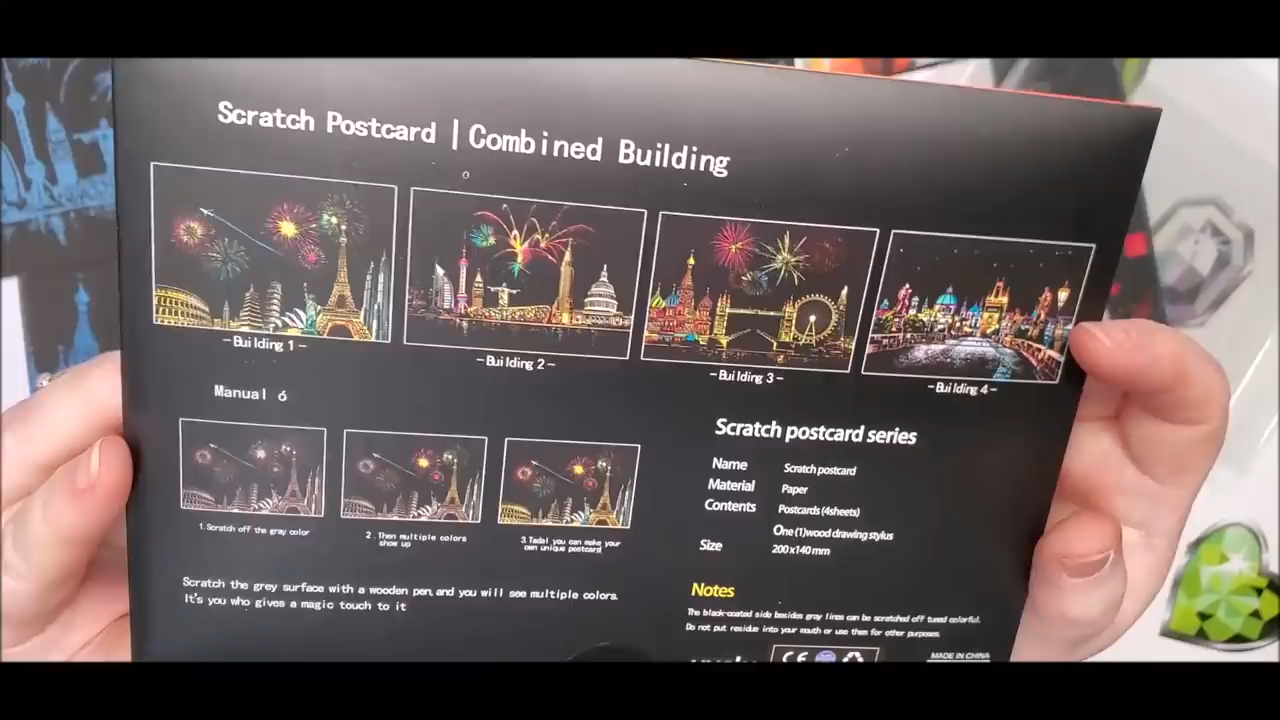 Scratch Postcard | Combined Building
-Building 1-
-Building 2-
-Building 3-
-Building 4-
Manual 6
1.Scratch off the gray color
2.Then multiple colors
show up
3.Tada! you can make your
own unique postcard
Scratch the grey surface with a wooden pen, and you will see multiple colors.
It's you who gives a magic touch to it
Scratch postcard series
Name Scratch postcard
Material Paper
Contents Postcards (4sheets)
One (1)wood drawing stylus
Size 200x140 mm
Notes
The black-coated side besides gray lines can be scratched off tuned colorful.
Do not put residue into your mouth or use them for other purposes.
CE
MADE IN CHINA